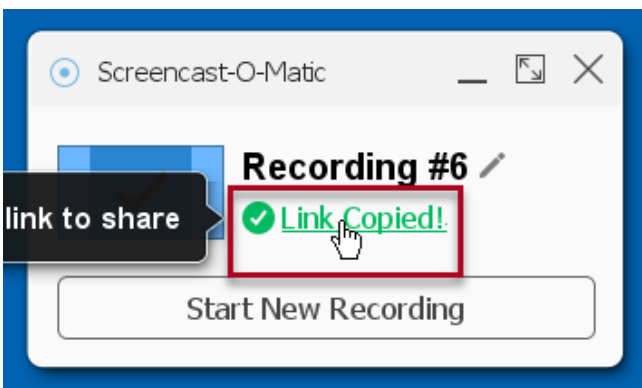 Screencast-O-Matic
Recording #6
link to share
Link Copied!
Start New Recording